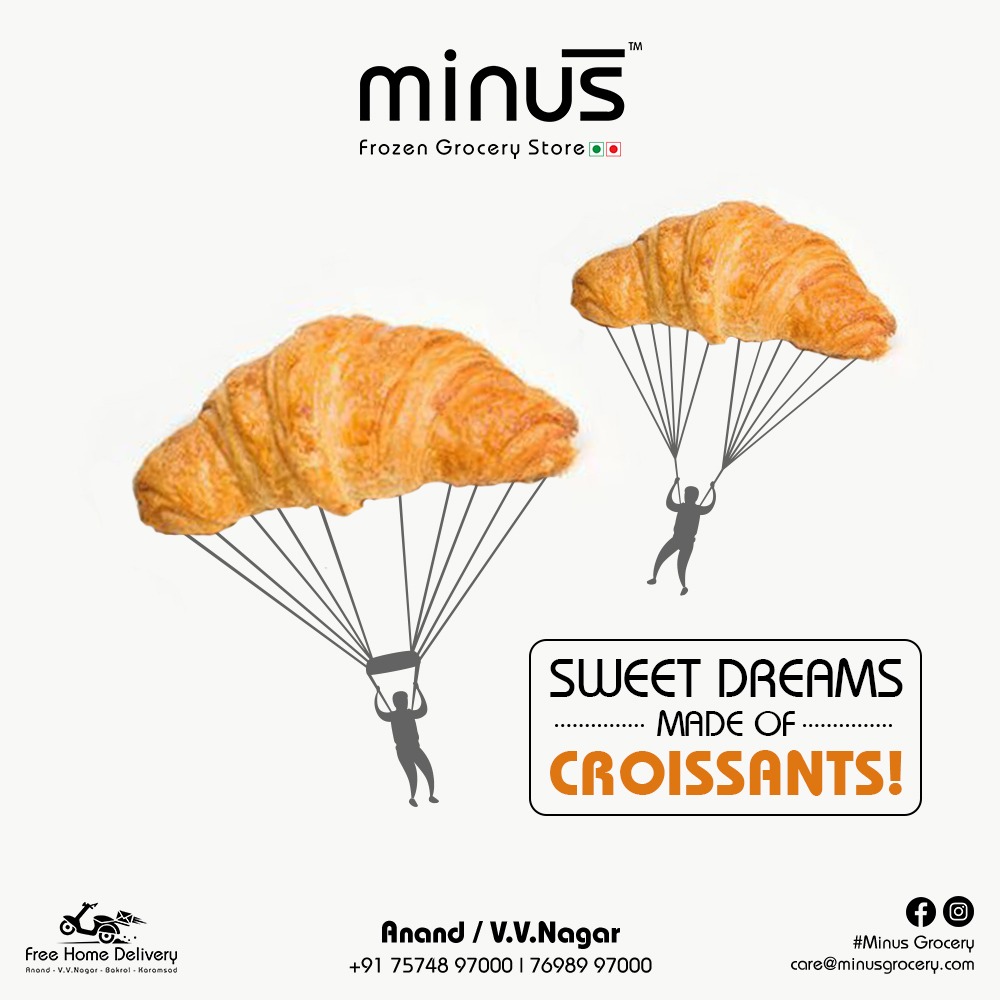 minus™
Frozen Grocery Store
SWEET DREAMS
MADE OF
CROISSANTS!
Free Home Delivery
Anand - V.V.Nagar - Bakrol - Karamsad
Anand / V.V.Nagar
+91 75748 97000 | 76989 97000
#Minus Grocery
care@minusgrocery.com